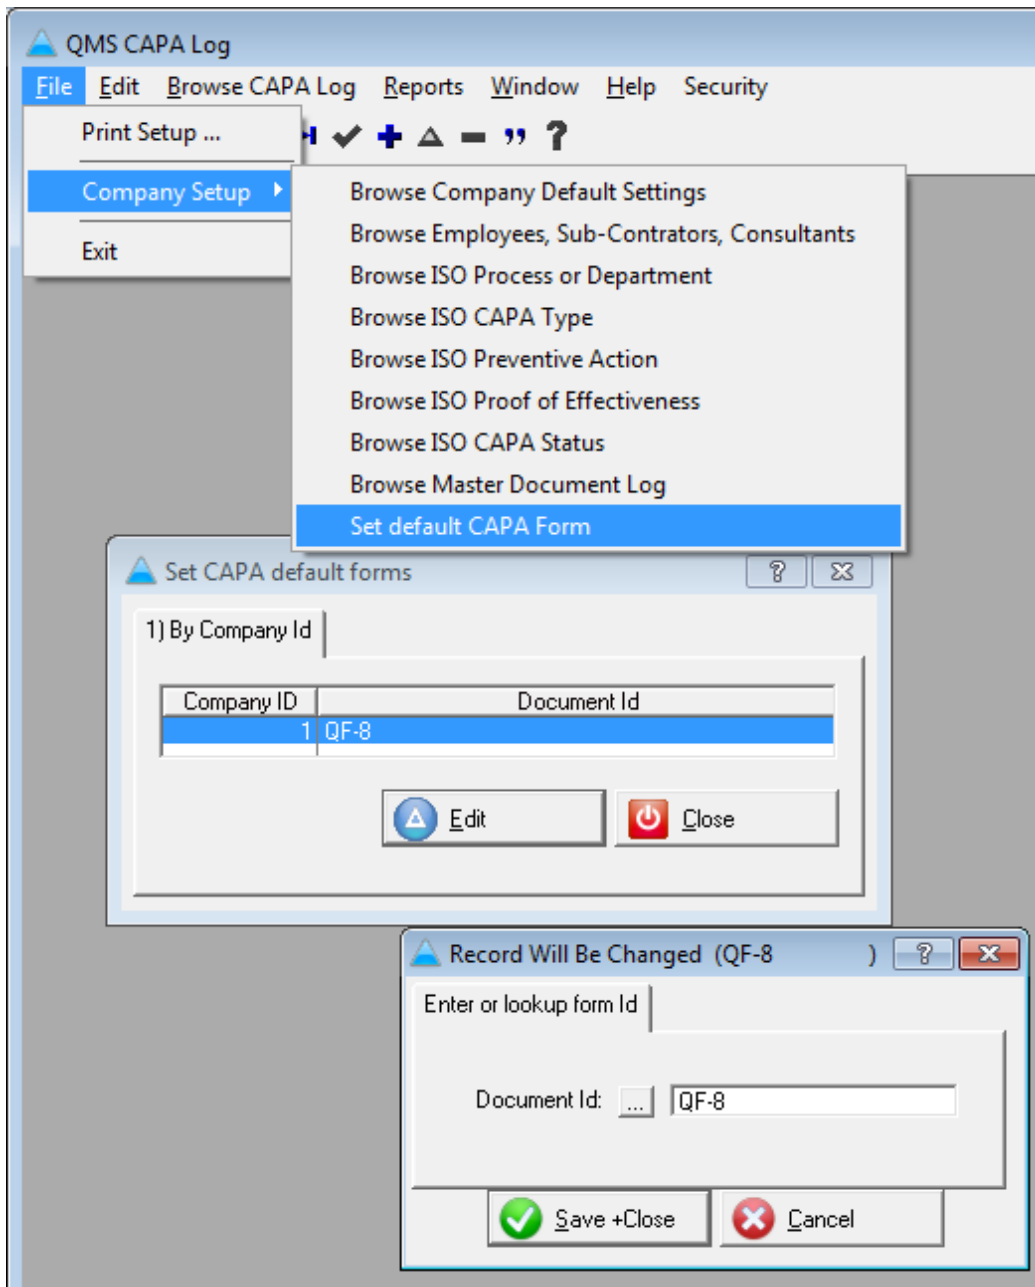 QMS CAPA Log
File Edit Browse CAPA Log Reports Window Help Security
Print Setup ...
Company Setup
Exit
Browse Company Default Settings
Browse Employees, Sub-Contrators, Consultants
Browse ISO Process or Department
Browse ISO CAPA Type
Browse ISO Preventive Action
Browse ISO Proof of Effectiveness
Browse ISO CAPA Status
Browse Master Document Log
Set default CAPA Form
Set CAPA default forms
1) By Company Id
Company ID Document Id
1 QF-8
Edit Close
Record Will Be Changed (QF-8 )
Enter or lookup form Id
Document Id: ... QF-8
Save +Close Cancel